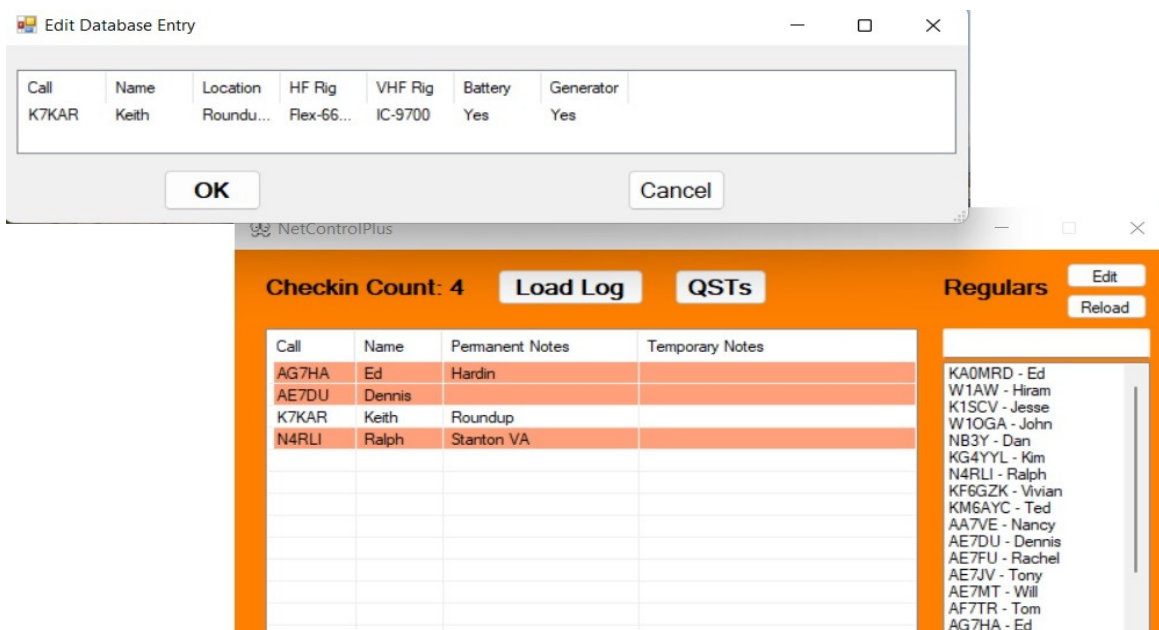 Edit Database Entry
Call Name Location HF Rig VHF Rig Battery Generator
K7KAR Keith Roundu... Flex-66... IC-9700 Yes Yes
OK Cancel
NetControlPlus
Checkin Count: 4 Load Log QSTs Regulars Edit
Reload
Call Name Permanent Notes Temporary Notes
AG7HA Ed Hardin
AE7DU Dennis
K7KAR Keith Roundup
N4RLI Ralph Stanton VA
KA0MRD - Ed
W1AW - Hiram
K1SCV - Jesse
W1OGA - John
NB3Y - Dan
KG4YYL - Kim
N4RLI - Ralph
KF6GZK - Vivian
KM6AYC - Ted
AA7VE - Nancy
AE7DU - Dennis
AE7FU - Rachel
AE7JV - Tony
AE7MT - Will
AF7TR - Tom
AG7HA - Ed